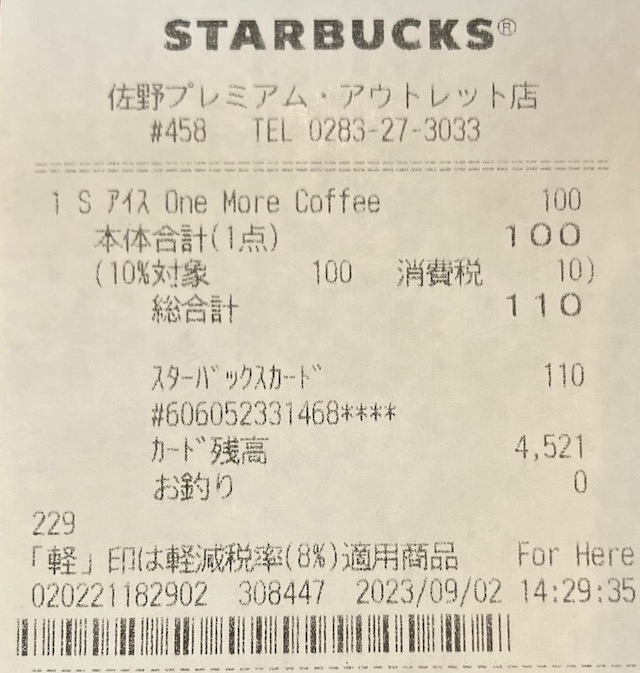 STARBUCKS®
佐野プレミアム・アウトレット店
#458 TEL 0283-27-3033
1 S ｱｲｽ One More Coffee 100
本体合計(1点) 100
(10%対象 100 消費税 10)
総合計 110
ｽﾀｰﾊﾞｯｸｽｶｰﾄﾞ 110
#606052331468****
ｶｰﾄﾞ残高 4,521
お釣り 0
229
「軽」印は軽減税率(8%)適用商品 For Here
020221182902 308447 2023/09/02 14:29:35